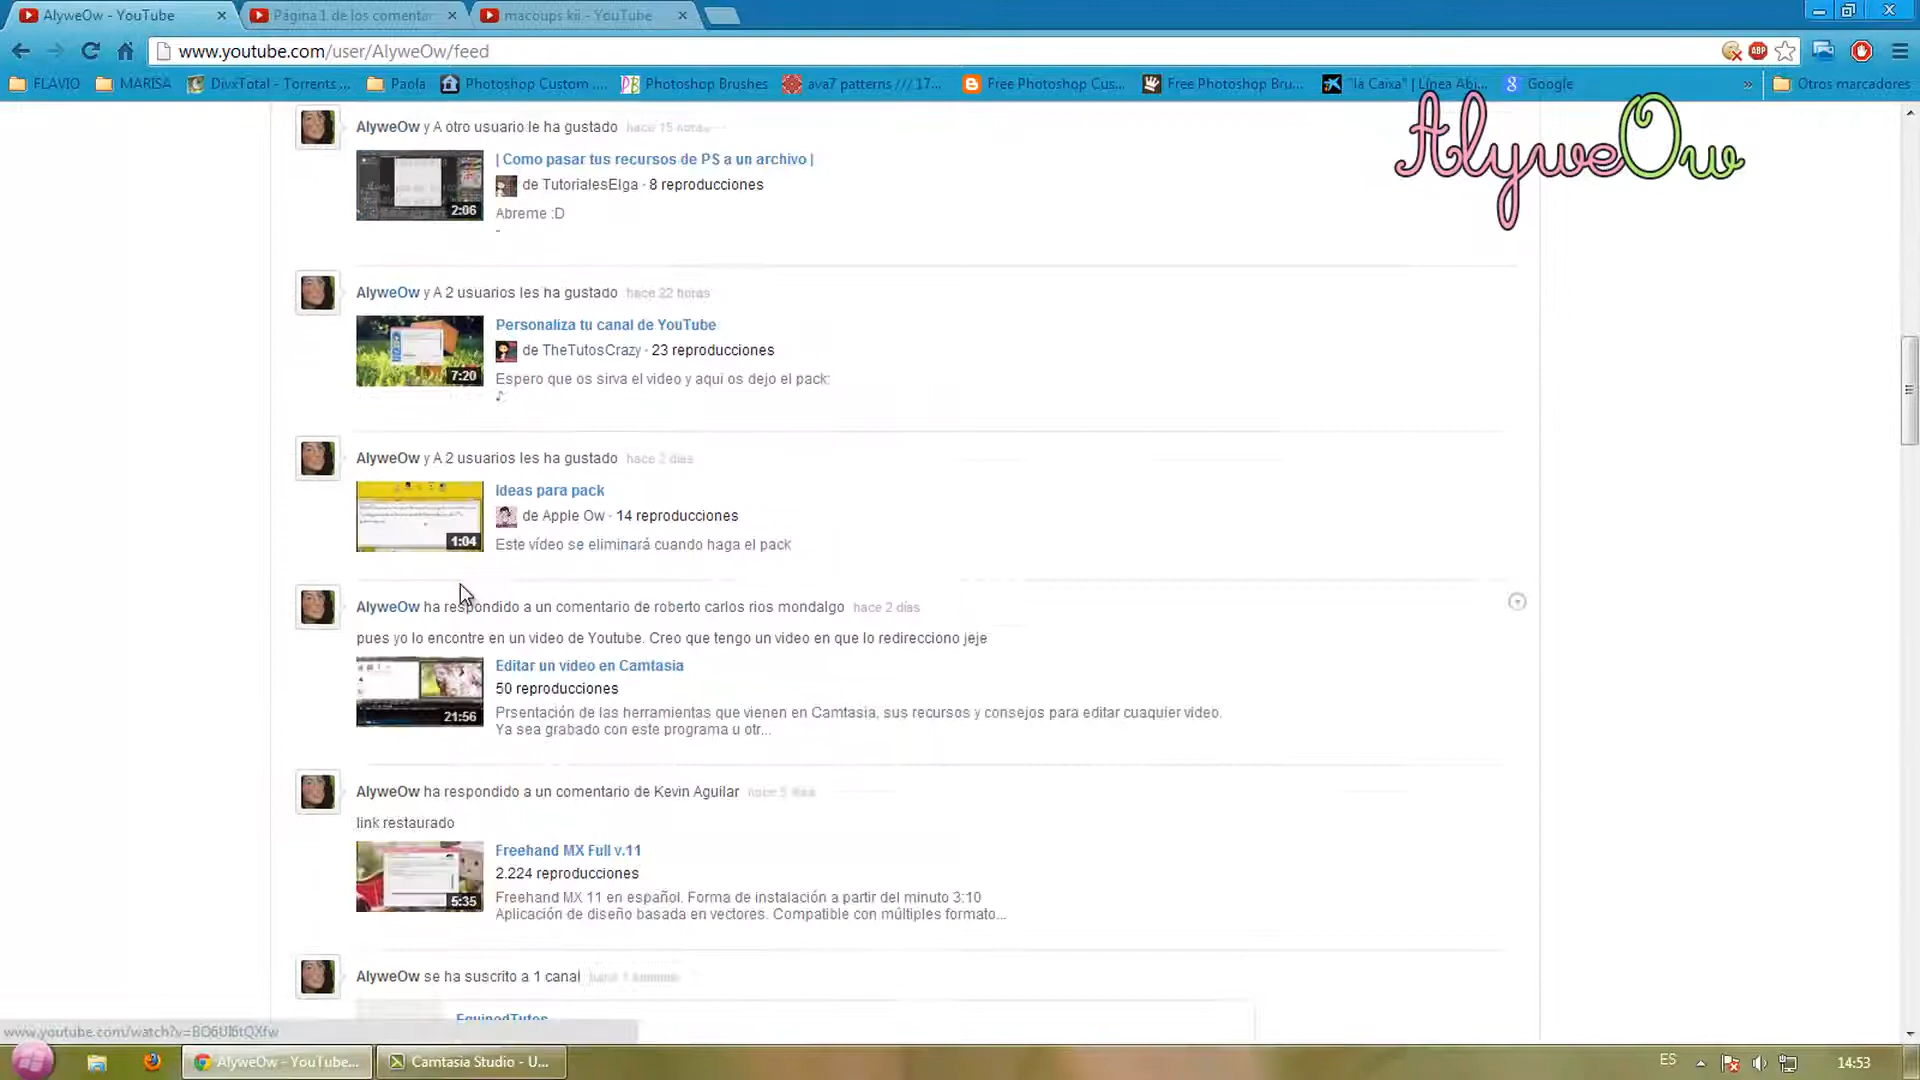 AlyweOw - YouTube
Página 1 de los comentar
macoups kii - YouTube
www.youtube.com/user/AlyweOw/feed
FLAVIO
MARISA
DivxTotal - Torrents...
Paola
Photoshop Custom ....
Photoshop Brushes
ava7 patterns /// 17...
Free Photoshop Cus...
Free Photoshop Bru...
"la Caixa" | Línea Abi...
Google
Otros marcadores
AlyweOw
AlyweOw y A otro usuario le ha gustado hace 15 horas
| Como pasar tus recursos de PS a un archivo |
de TutorialesElga · 8 reproducciones
2:06
Abreme :D
-
AlyweOw y A 2 usuarios les ha gustado hace 22 horas
Personaliza tu canal de YouTube
de TheTutosCrazy · 23 reproducciones
7:20
Espero que os sirva el video y aqui os dejo el pack:
♪
AlyweOw y A 2 usuarios les ha gustado hace 2 días
Ideas para pack
de Apple Ow · 14 reproducciones
1:04
Este vídeo se eliminará cuando haga el pack
AlyweOw ha respondido a un comentario de roberto carlos rios mondalgo hace 2 días
pues yo lo encontre en un video de Youtube. Creo que tengo un video en que lo redirecciono jeje
Editar un video en Camtasia
50 reproducciones
21:56
Prsentación de las herramientas que vienen en Camtasia, sus recursos y consejos para editar cuaquier video.
Ya sea grabado con este programa u otr...
AlyweOw ha respondido a un comentario de Kevin Aguilar hace 5 días
link restaurado
Freehand MX Full v.11
2.224 reproducciones
5:35
Freehand MX 11 en español. Forma de instalación a partir del minuto 3:10
Aplicación de diseño basada en vectores. Compatible con múltiples formato...
AlyweOw se ha suscrito a 1 canal
EquinodTutos
AlyweOw - YouTube...
Camtasia Studio - U...
ES
14:53